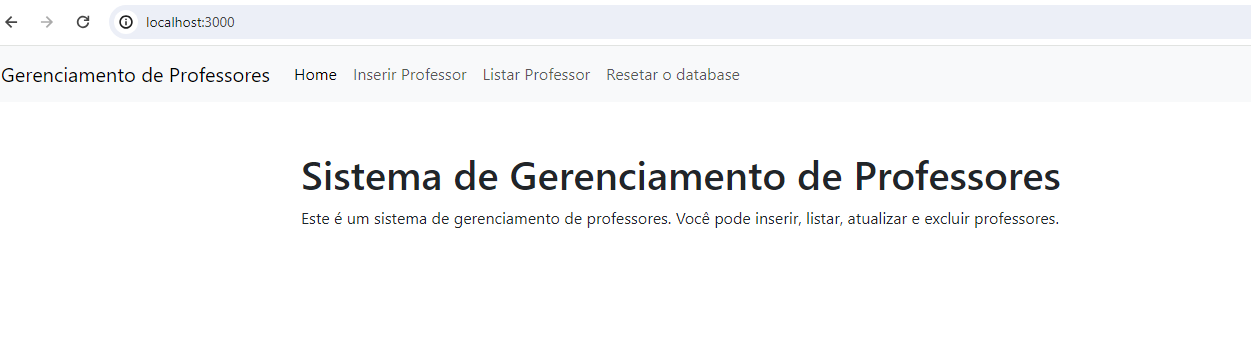 localhost:3000
Gerenciamento de Professores Home Inserir Professor Listar Professor Resetar o database
Sistema de Gerenciamento de Professores
Este é um sistema de gerenciamento de professores. Você pode inserir, listar, atualizar e excluir professores.